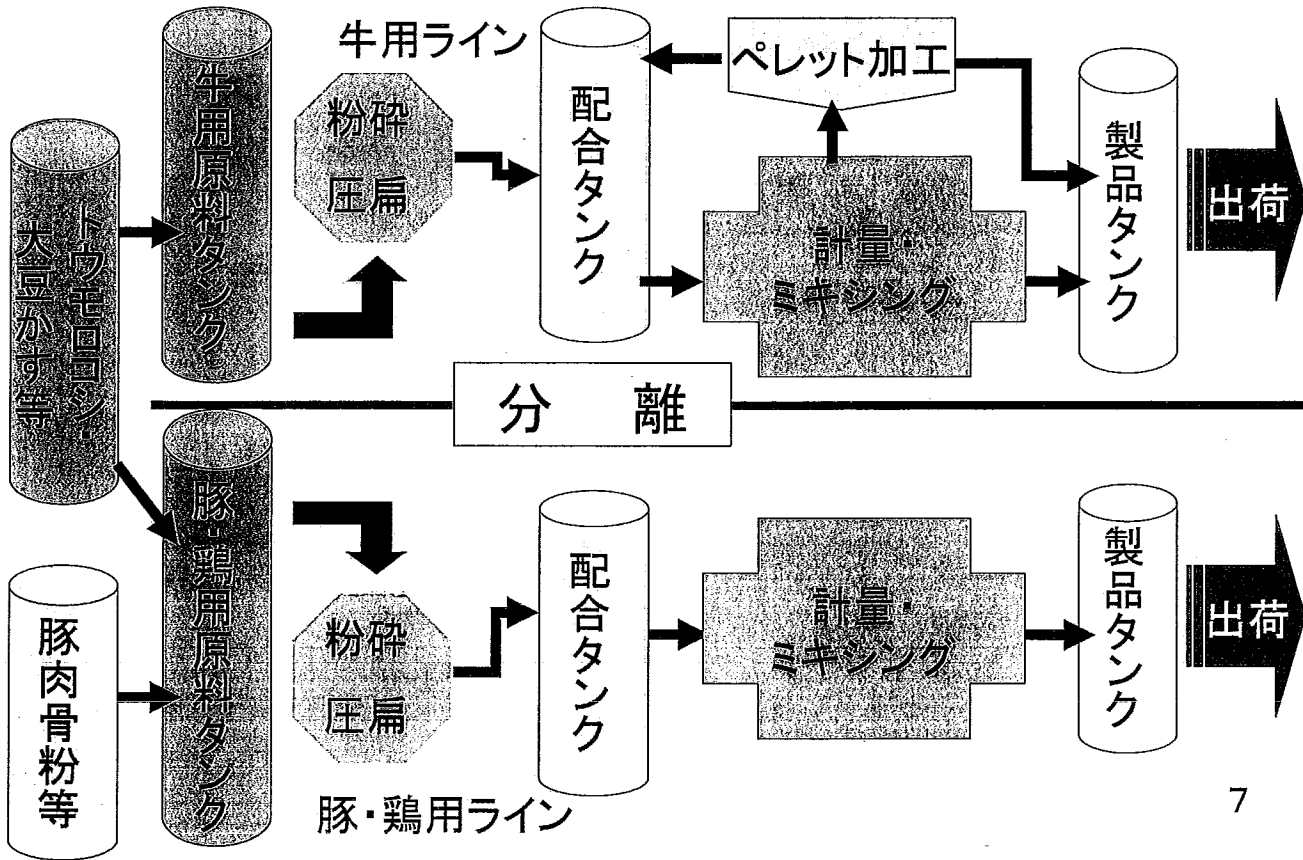 牛用ライン
トウモロコシ・
大豆かす等
牛用原料タンク
粉砕
圧扁
配合タンク
ペレット加工
計量・
ミキシング
製品タンク
出荷
分 離
豚肉骨粉等
豚・鶏用原料タンク
粉砕
圧扁
配合タンク
計量・
ミキシング
製品タンク
出荷
豚・鶏用ライン
7